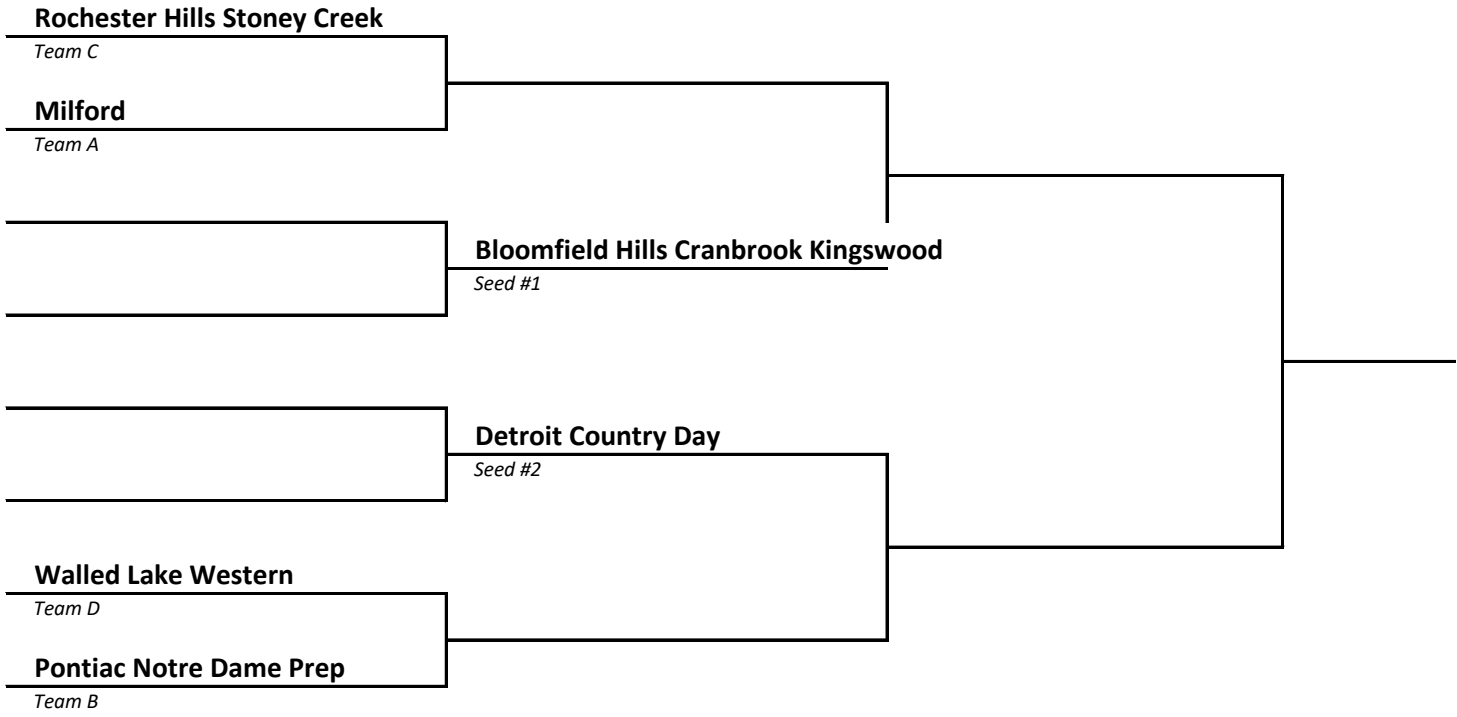 Rochester Hills Stoney Creek
Team C
Milford
Team A
Bloomfield Hills Cranbrook Kingswood
Seed #1
Detroit Country Day
Seed #2
Walled Lake Western
Team D
Pontiac Notre Dame Prep
Team B